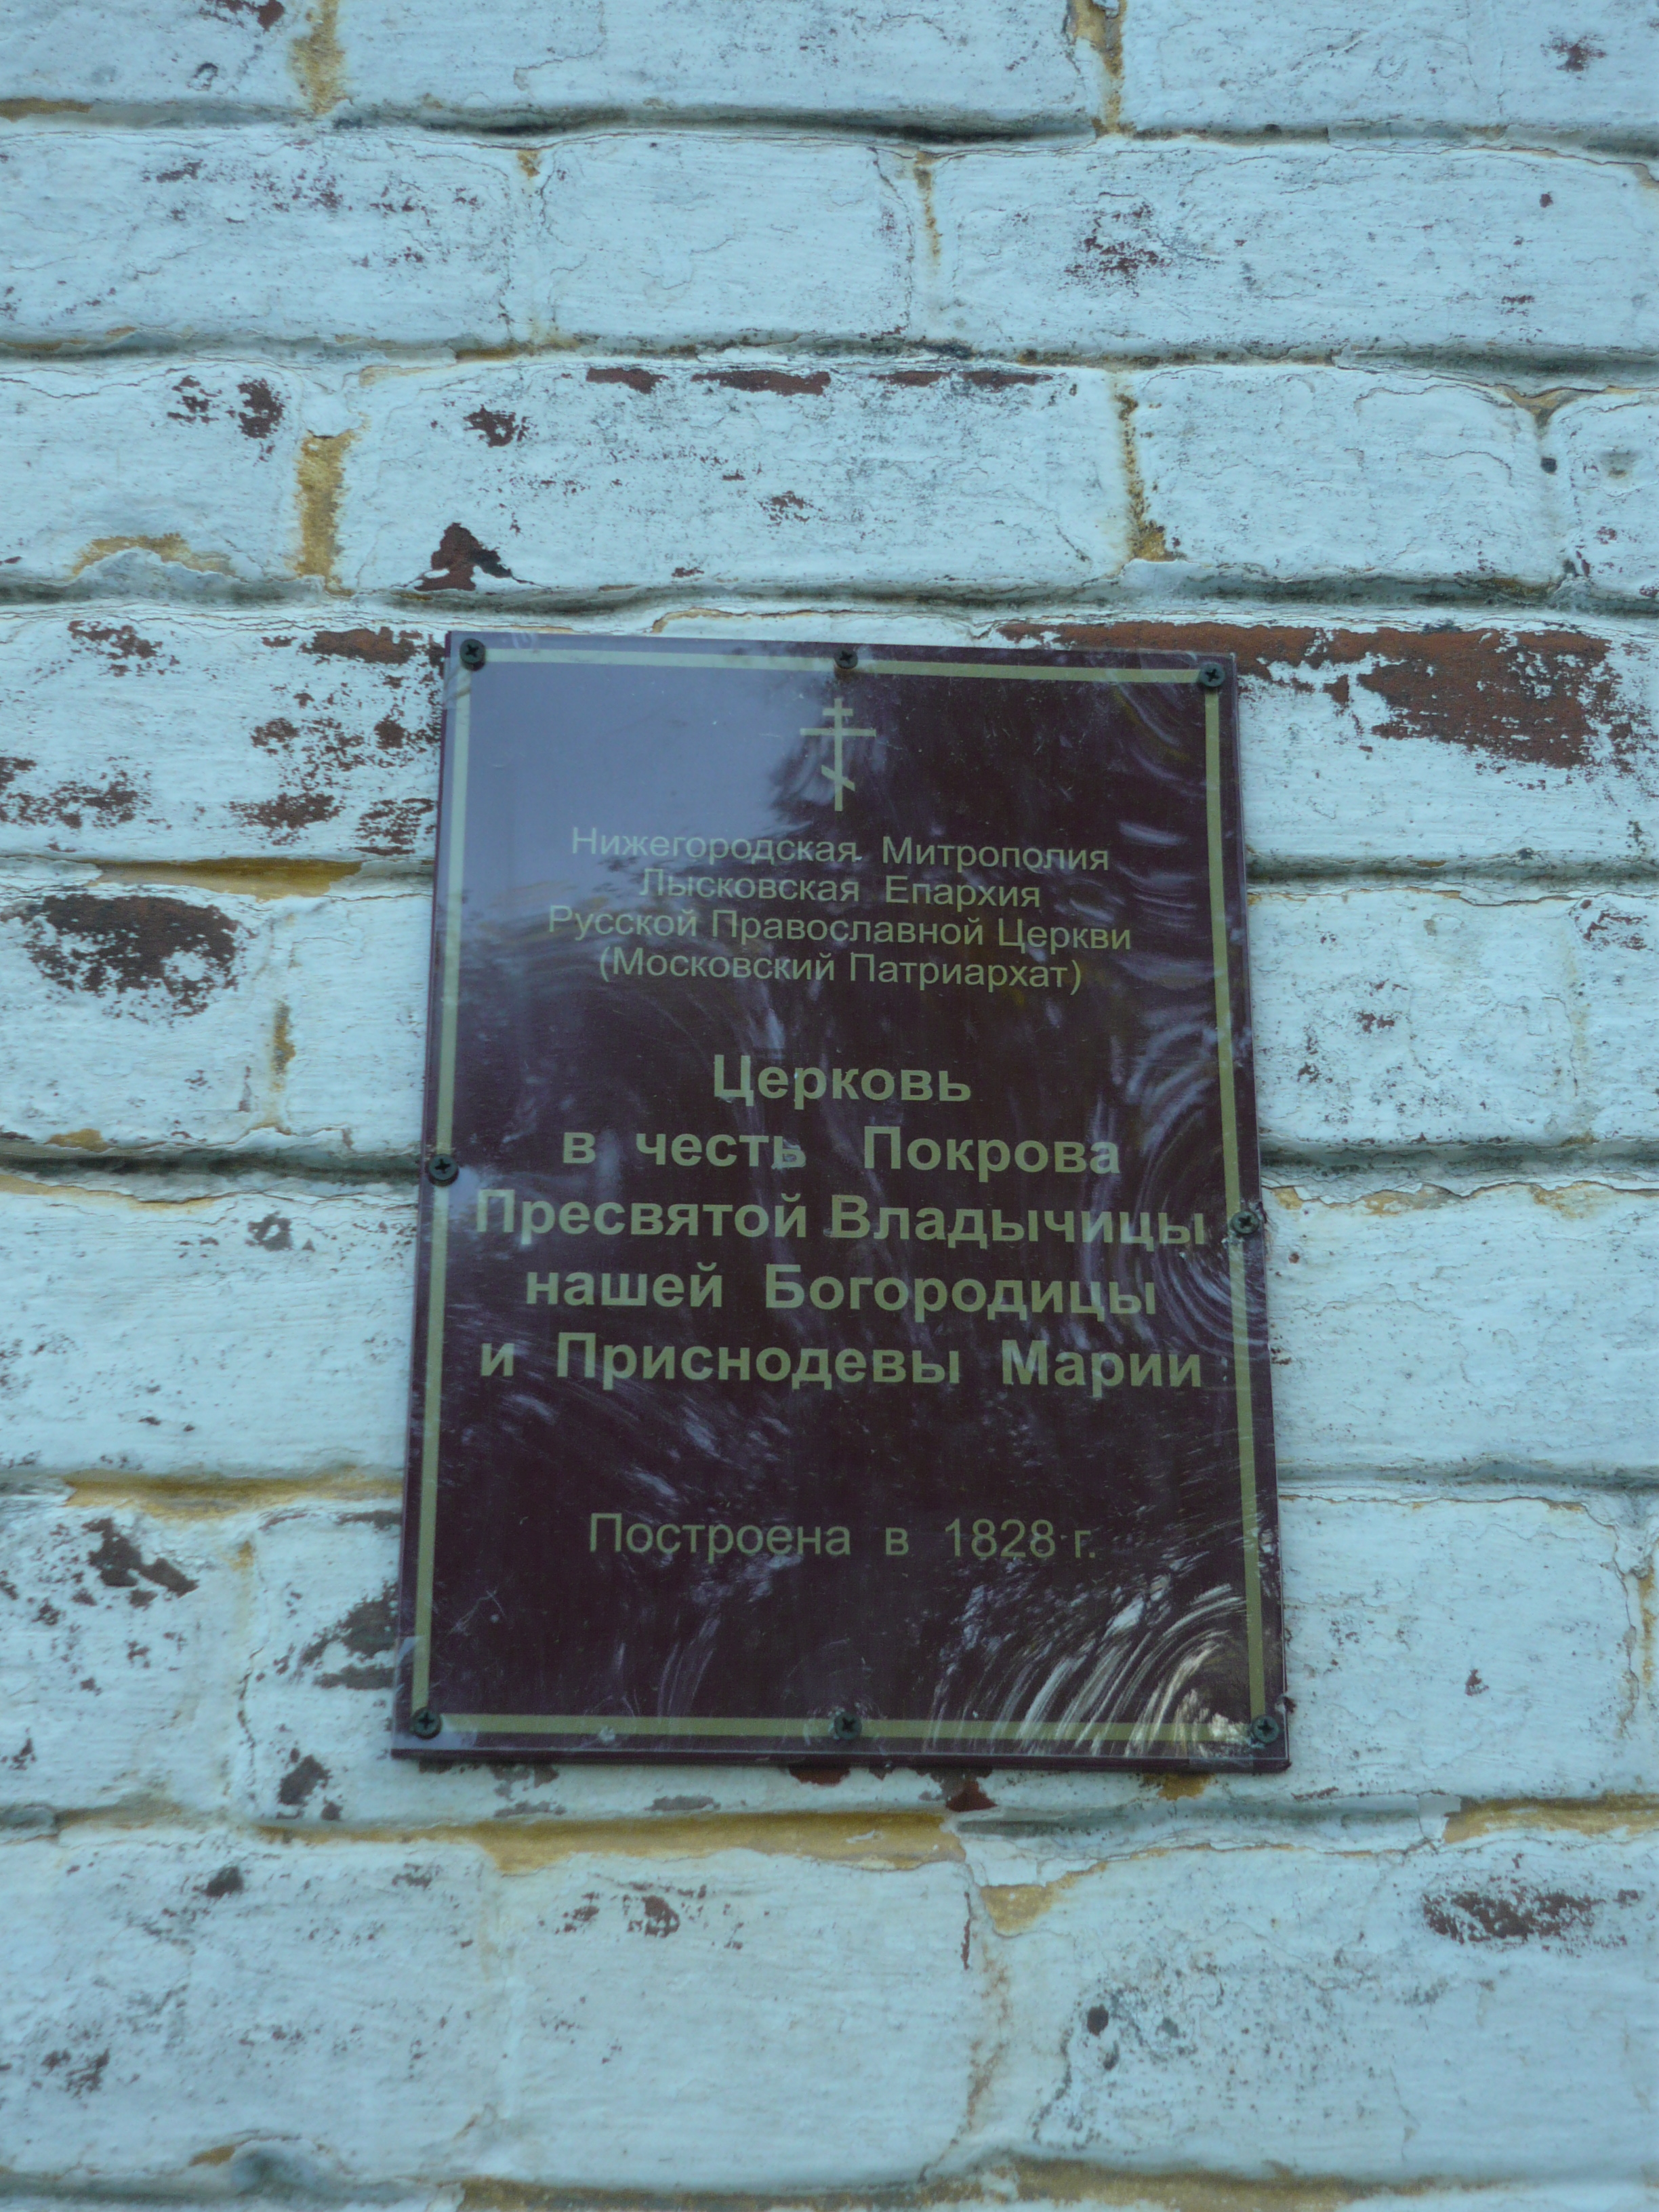 Нижегородская Митрополия
Лысковская Епархия
Русской Православной Церкви
(Московский Патриархат)
Церковь
в честь Покрова
Пресвятой Владычицы
нашей Богородицы
и Приснодевы Марии
Построена в 1828 г.